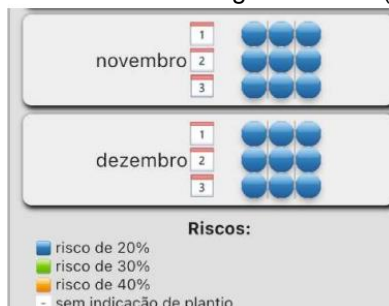 novembro
1
2
3
dezembro
1
2
3
Riscos:
risco de 20%
risco de 30%
risco de 40%
- sem indicação de plantio